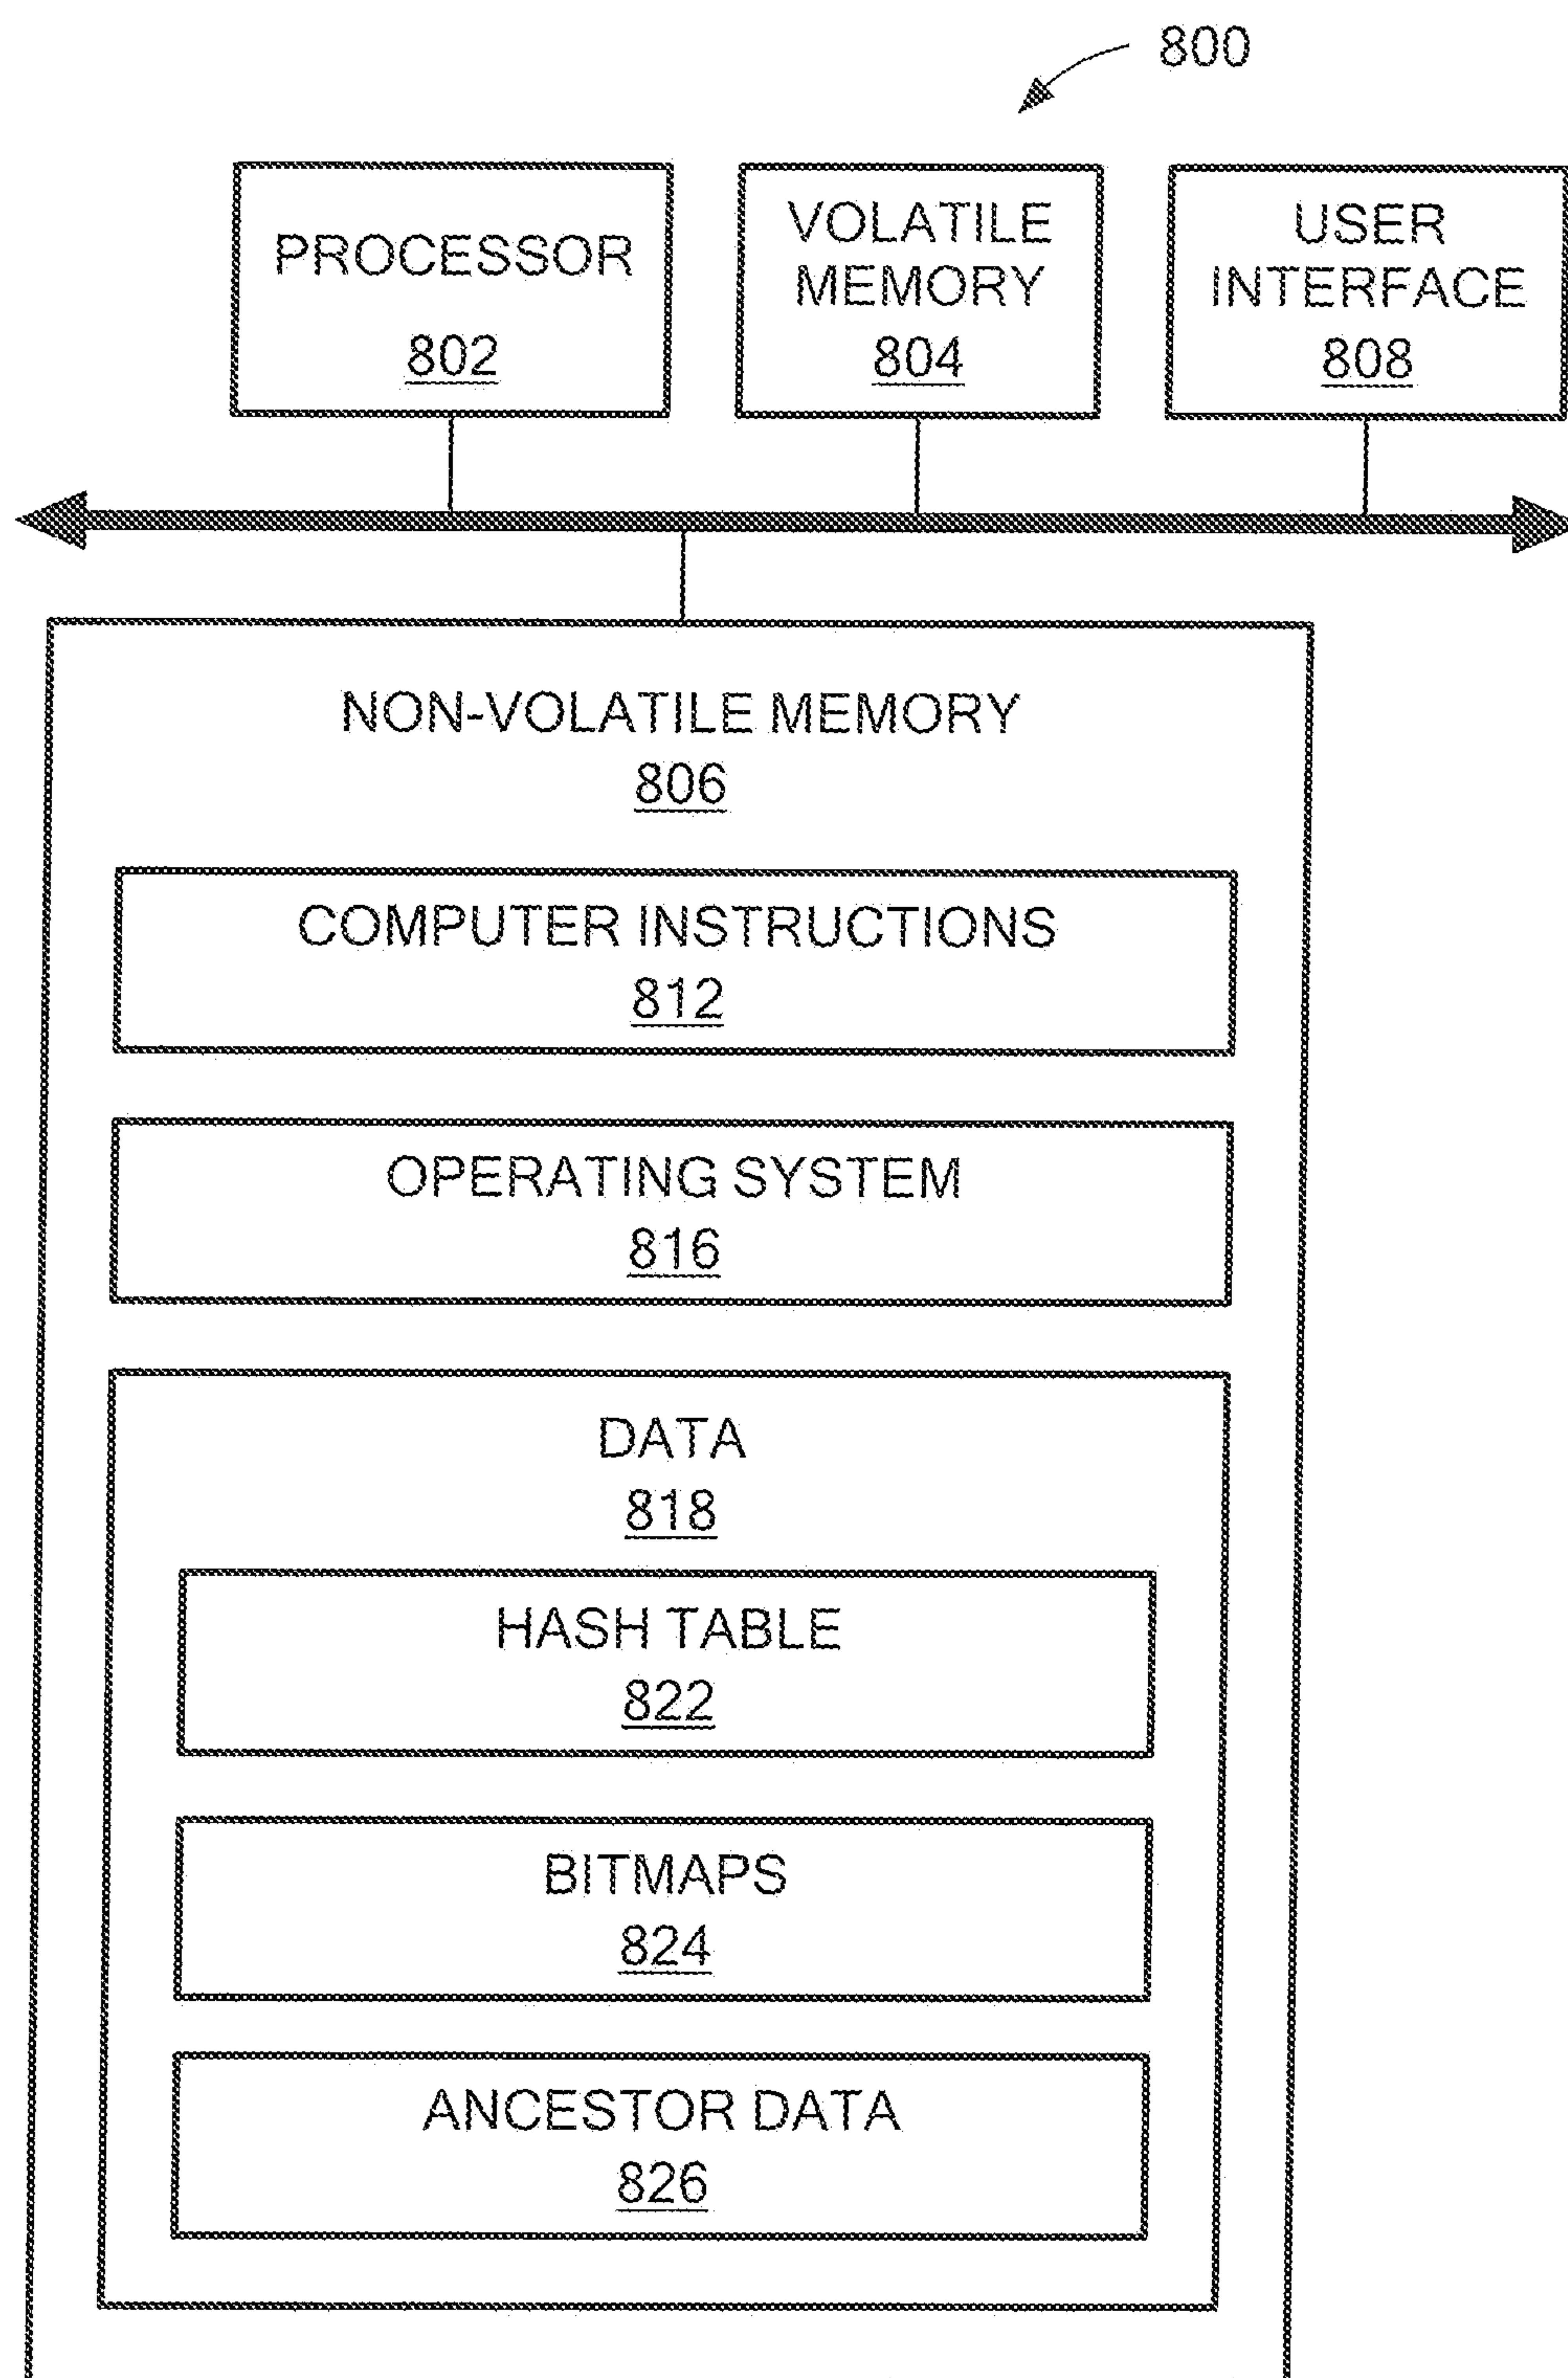 800
PROCESSOR
802
VOLATILE
MEMORY
804
USER
INTERFACE
808
NON-VOLATILE MEMORY
806
COMPUTER INSTRUCTIONS
812
OPERATING SYSTEM
816
DATA
818
HASH TABLE
822
BITMAPS
824
ANCESTOR DATA
826